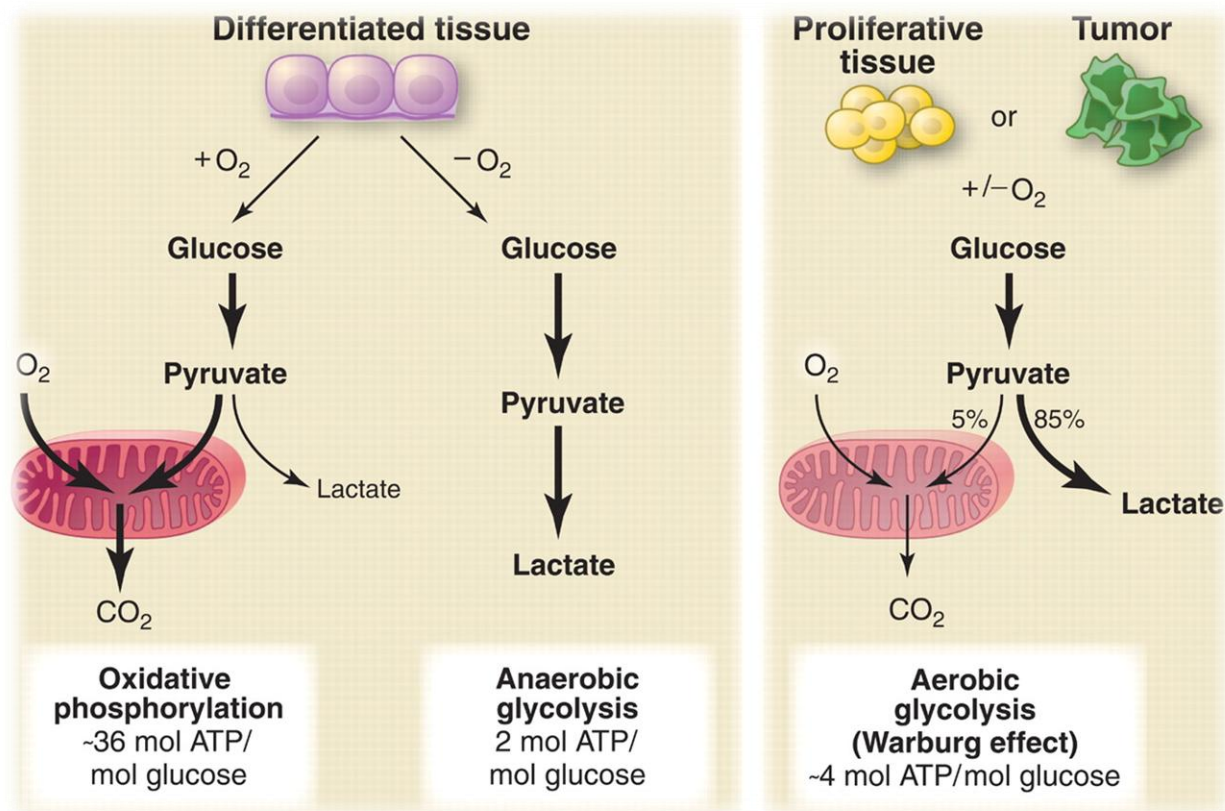 Differentiated tissue
+ O₂
− O₂
Glucose
Pyruvate
O₂
Lactate
CO₂
Oxidative
phosphorylation
~36 mol ATP/
mol glucose
Glucose
Pyruvate
Lactate
Anaerobic
glycolysis
2 mol ATP/
mol glucose
Proliferative
tissue
or
Tumor
+/−O₂
Glucose
O₂
Pyruvate
5%
85%
Lactate
CO₂
Aerobic
glycolysis
(Warburg effect)
~4 mol ATP/mol glucose